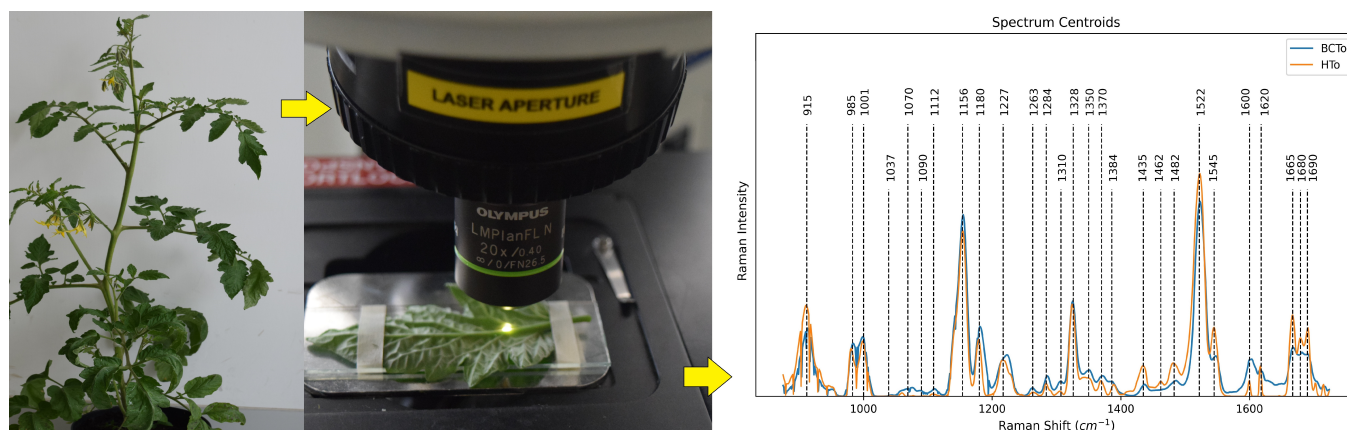 LASER APERTURE
OLYMPUS
LMPlanFL N
20x/0.40
∞/0/FN26.5
Spectrum Centroids
BCTo
HTo
915
985
1001
1037
1070
1090
1112
1156
1180
1227
1263
1284
1310
1328
1350
1370
1384
1435
1462
1482
1522
1545
1600
1620
1665
1680
1690
Raman Intensity
1000 1200 1400 1600
Raman Shift (cm⁻¹)